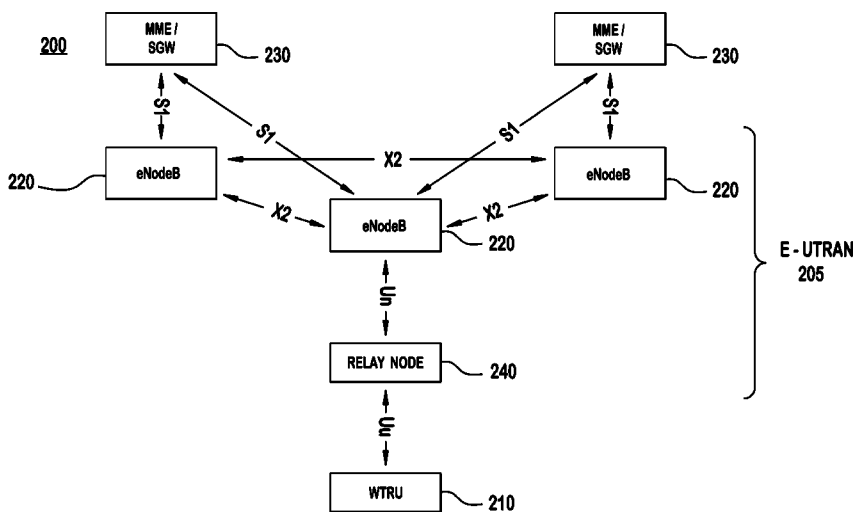 200
MME /
SGW
230
MME /
SGW
230
S1
S1
S1
S1
220
eNodeB
X2
eNodeB
220
X2
X2
eNodeB
220
E - UTRAN
205
Un
RELAY NODE
240
Uu
WTRU
210